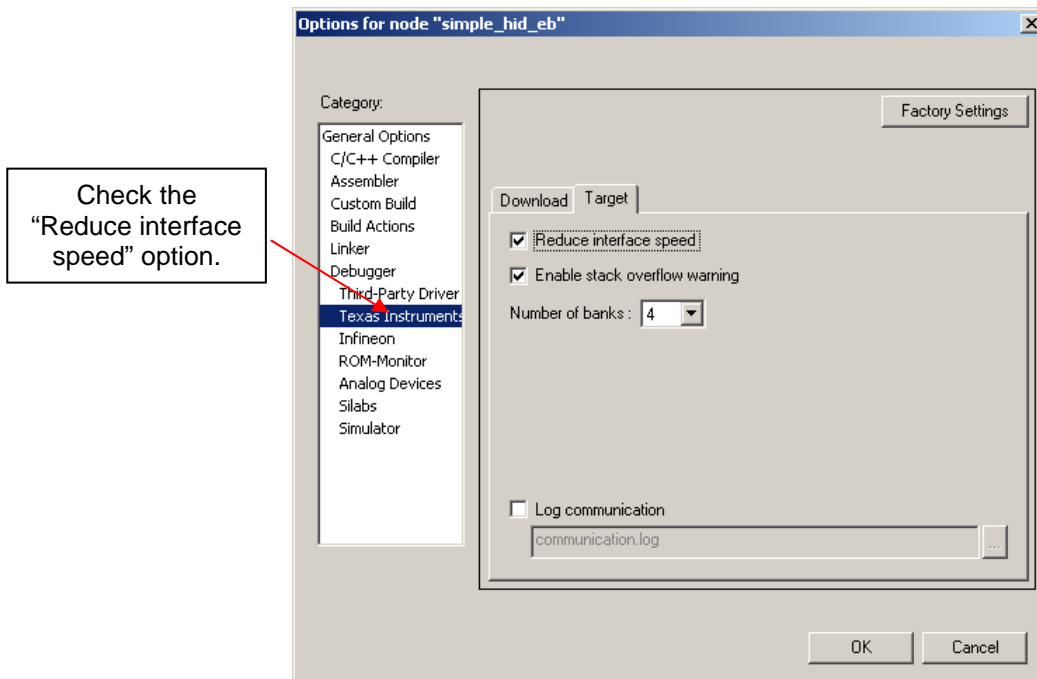 Options for node "simple_hid_eb"
Category:
Factory Settings
General Options
C/C++ Compiler
Assembler
Custom Build
Build Actions
Linker
Debugger
Third-Party Driver
Texas Instruments
Infineon
ROM-Monitor
Analog Devices
Silabs
Simulator
Check the
“Reduce interface
speed” option.
Download Target
Reduce interface speed
Enable stack overflow warning
Number of banks : 4
Log communication
communication.log
...
OK Cancel